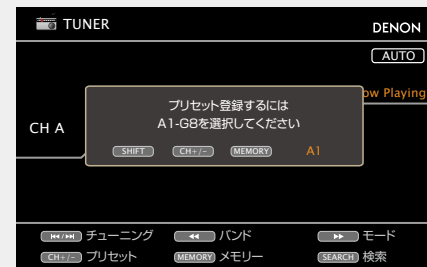 TUNER
DENON
AUTO
ow Playing
プリセット登録するには
A1-G8を選択してください
CH A
SHIFT CH+/- MEMORY A1
チューニング バンド モード
CH+/- プリセット MEMORY メモリー SEARCH 検索